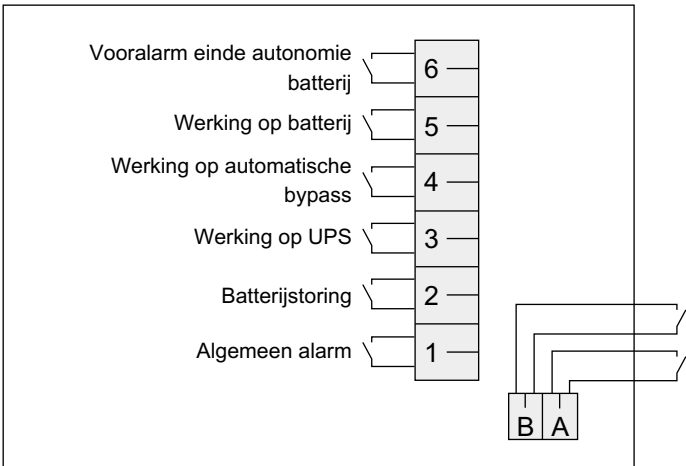 Vooralarm einde autonomie
batterij
6
Werking op batterij
5
Werking op automatische
bypass
4
Werking op UPS
3
Batterijstoring
2
Algemeen alarm
1
B A